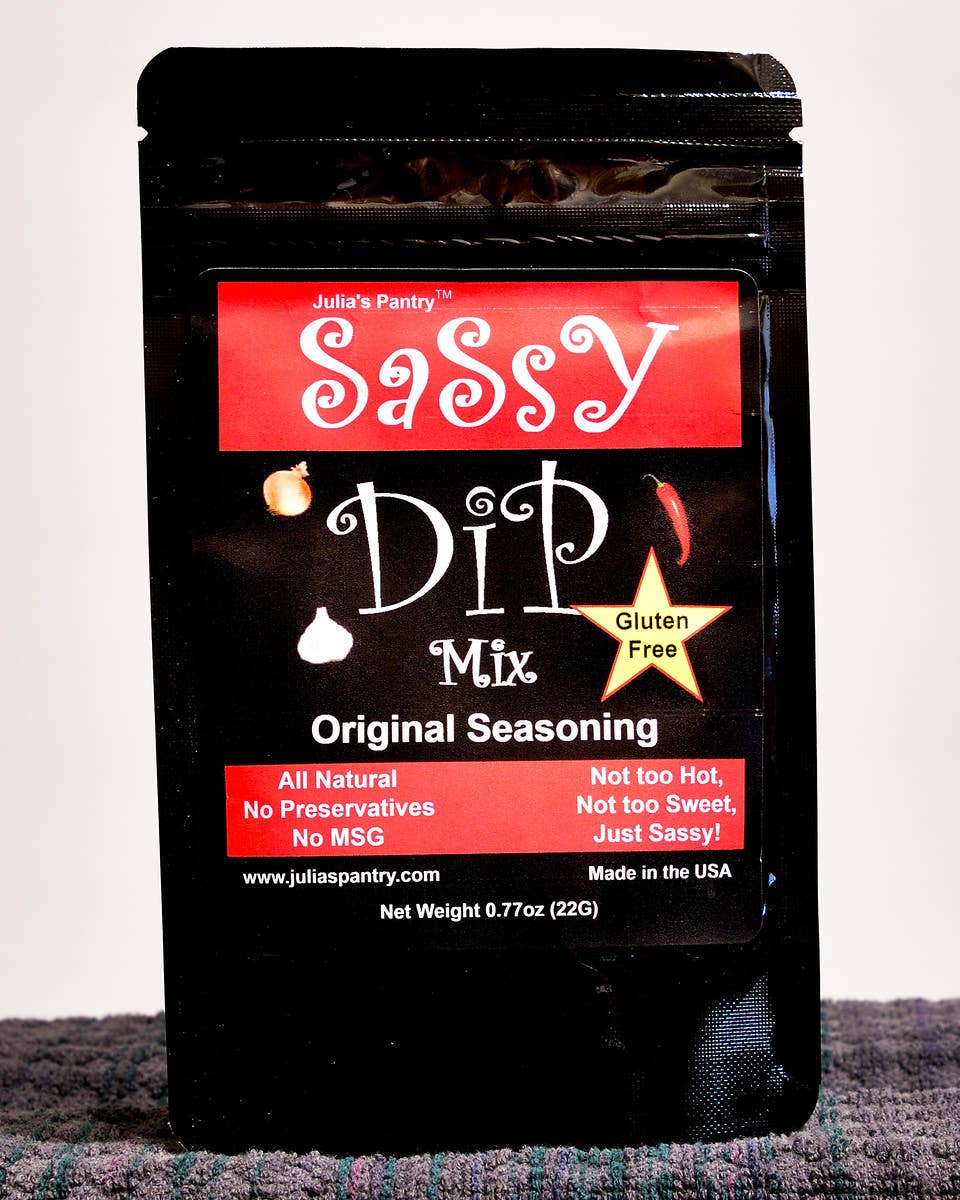 Julia's Pantry™
SaSsY
DiP
Mix
Gluten
Free
Original Seasoning
All Natural
No Preservatives
No MSG
Not too Hot,
Not too Sweet,
Just Sassy!
www.juliaspantry.com
Made in the USA
Net Weight 0.77oz (22G)